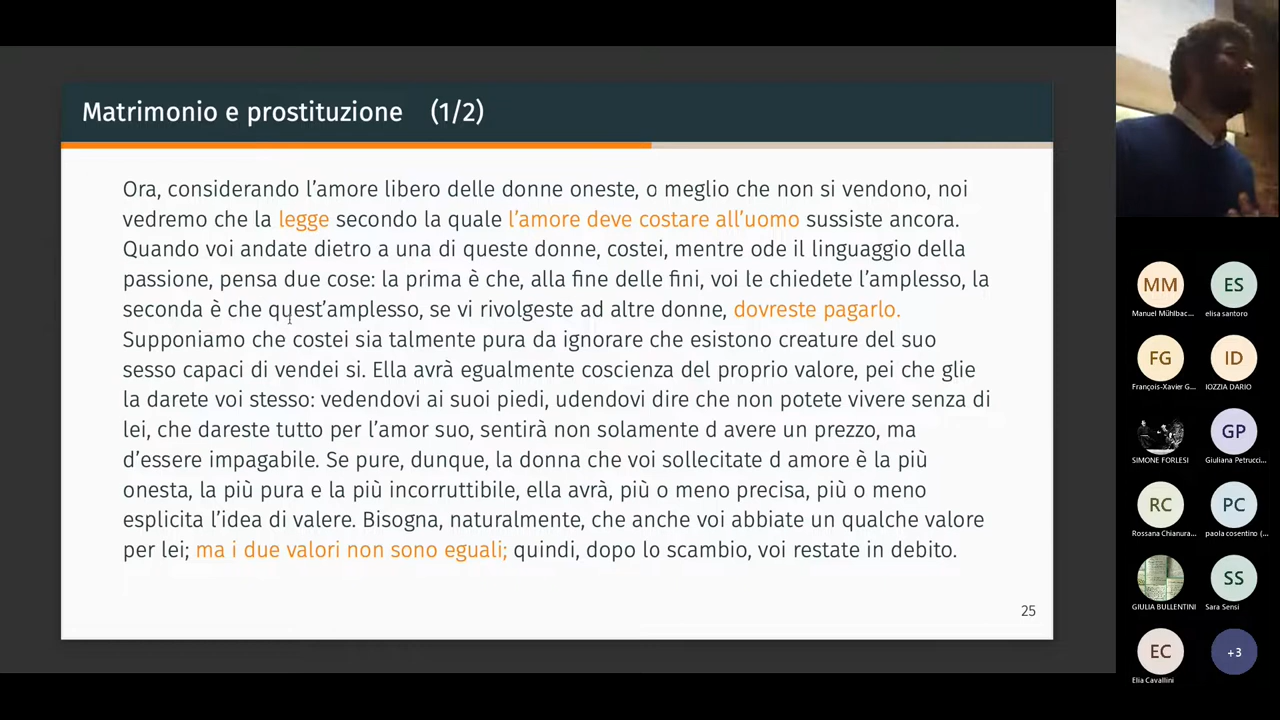 Matrimonio e prostituzione (1/2)
Ora, considerando l’amore libero delle donne oneste, o meglio che non si vendono, noi
vedremo che la legge secondo la quale l’amore deve costare all’uomo sussiste ancora.
Quando voi andate dietro a una di queste donne, costei, mentre ode il linguaggio della
passione, pensa due cose: la prima è che, alla fine delle fini, voi le chiedete l’amplesso, la
seconda è che quest’amplesso, se vi rivolgeste ad altre donne, dovreste pagarlo.
Supponiamo che costei sia talmente pura da ignorare che esistono creature del suo
sesso capaci di vendei si. Ella avrà egualmente coscienza del proprio valore, pei che glie
la darete voi stesso: vedendovi ai suoi piedi, udendovi dire che non potete vivere senza di
lei, che dareste tutto per l’amor suo, sentirà non solamente d avere un prezzo, ma
d’essere impagabile. Se pure, dunque, la donna che voi sollecitate d amore è la più
onesta, la più pura e la più incorruttibile, ella avrà, più o meno precisa, più o meno
esplicita l’idea di valere. Bisogna, naturalmente, che anche voi abbiate un qualche valore
per lei; ma i due valori non sono eguali; quindi, dopo lo scambio, voi restate in debito.
25
MM
Manuel Mühlbac...
ES
elisa santoro
FG
François-Xavier G...
ID
IOZZIA DARIO
SIMONE FORLESI
GP
Giuliana Petrucci...
RC
Rossana Chianura...
PC
paola cosentino (...
GIULIA BULLENTINI
SS
Sara Sensi
EC
Elia Cavallini
+3